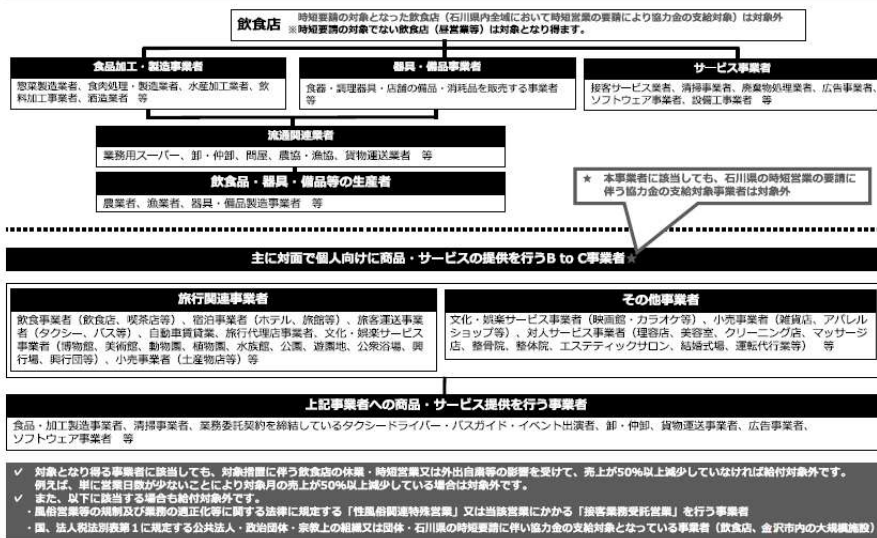 飲食店
時短要請の対象となった飲食店（石川県内全域において時短営業の要請により協力金の支給対象）は対象外
※時短要請の対象でない飲食店（昼営業等）は対象となり得ます。
食品加工・製造事業者
惣菜製造業者、食肉処理・製造業者、水産加工業者、飲
料加工事業者、酒造業者　等
器具・備品事業者
食器・調理器具・店舗の備品・消耗品を販売する事業者
等
サービス事業者
接客サービス業者、清掃事業者、廃棄物処理業者、広告事業者、
ソフトウェア事業者、設備工事業者　等
流通関連業者
業務用スーパー、卸・仲卸、問屋、農協・漁協、貨物運送業者　等
飲食品・器具・備品等の生産者
農業者、漁業者、器具・備品製造事業者　等
★　本事業者に該当しても、石川県の時短営業の要請に
伴う協力金の支給対象事業者は対象外
主に対面で個人向けに商品・サービスの提供を行うB to C事業者★
旅行関連事業者
飲食事業者（飲食店、喫茶店等）、宿泊事業者（ホテル、旅館等）、旅客運送事業
者（タクシー、バス等）、自動車賃貸業、旅行代理店事業者、文化・娯楽サービス
事業者（博物館、美術館、動物園、植物園、水族館、公園、遊園地、公衆浴場、興
行場、興行団等）、小売事業者（土産物店等）等
その他事業者
文化・娯楽サービス事業者（映画館・カラオケ等）、小売事業者（雑貨店、アパレル
ショップ等）、対人サービス事業者（理容店、美容室、クリーニング店、マッサージ
店、整骨院、整体院、エステティックサロン、結婚式場、運転代行業等）　等
上記事業者への商品・サービス提供を行う事業者
食品・加工製造事業者、清掃事業者、業務委託契約を締結しているタクシードライバー・バスガイド・イベント出演者、卸・仲卸、貨物運送事業者、広告事業者、
ソフトウェア事業者　等
✓ 対象となり得る事業者に該当しても、対象措置に伴う飲食店の休業・時短営業又は外出自粛等の影響を受けて、売上が50%以上減少していなければ給付対象外です。
例えば、単に営業日数が少ないことにより対象月の売上が50%以上減少している場合は対象外です。
✓ また、以下に該当する場合も給付対象外です。
・風俗営業等の規制及び業務の適正化等に関する法律に規定する「性風俗関連特殊営業」又は当該営業にかかる「接客業務受託営業」を行う事業者
・国、法人税法別表第１に規定する公共法人・政治団体・宗教上の組織又は団体・石川県の時短要請に伴い協力金の支給対象となっている事業者（飲食店、金沢市内の大規模施設）